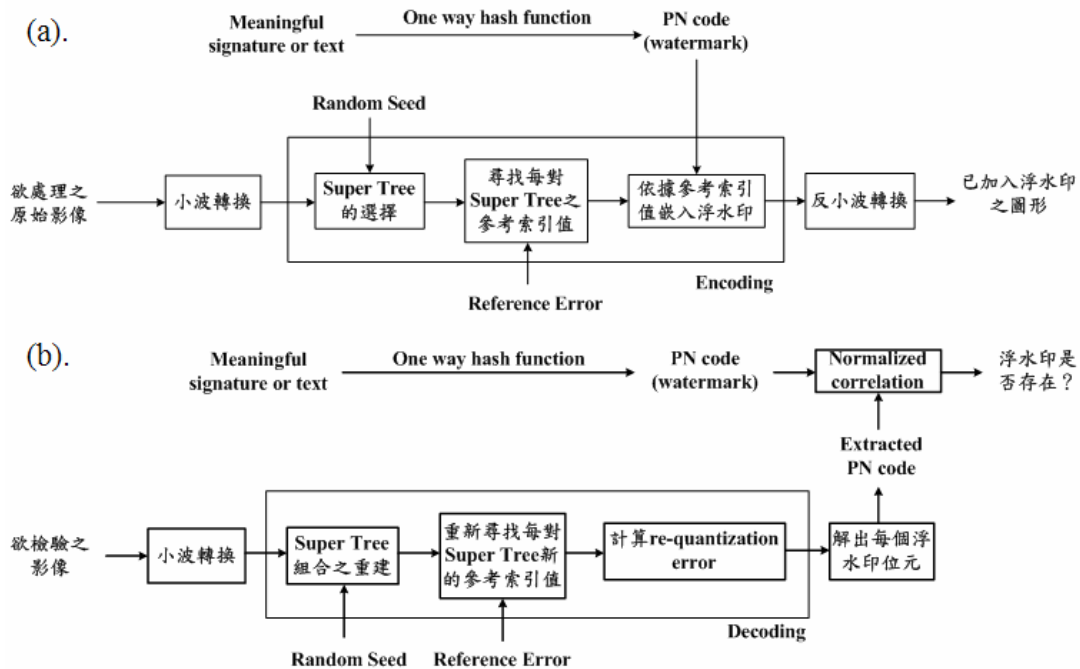 (a).
Meaningful
signature or text
One way hash function
PN code
(watermark)
Random Seed
欲處理之
原始影像
小波轉換
Super Tree
的選擇
尋找每對
Super Tree之
參考索引值
依據參考索引
值嵌入浮水印
反小波轉換
已加入浮水印
之圖形
Encoding
Reference Error
(b).
Meaningful
signature or text
One way hash function
PN code
(watermark)
Normalized
correlation
浮水印是
否存在？
Extracted
PN code
欲檢驗之
影像
小波轉換
Super Tree
組合之重建
重新尋找每對
Super Tree新
的參考索引值
計算re-quantization
error
解出每個浮
水印位元
Decoding
Random Seed
Reference Error